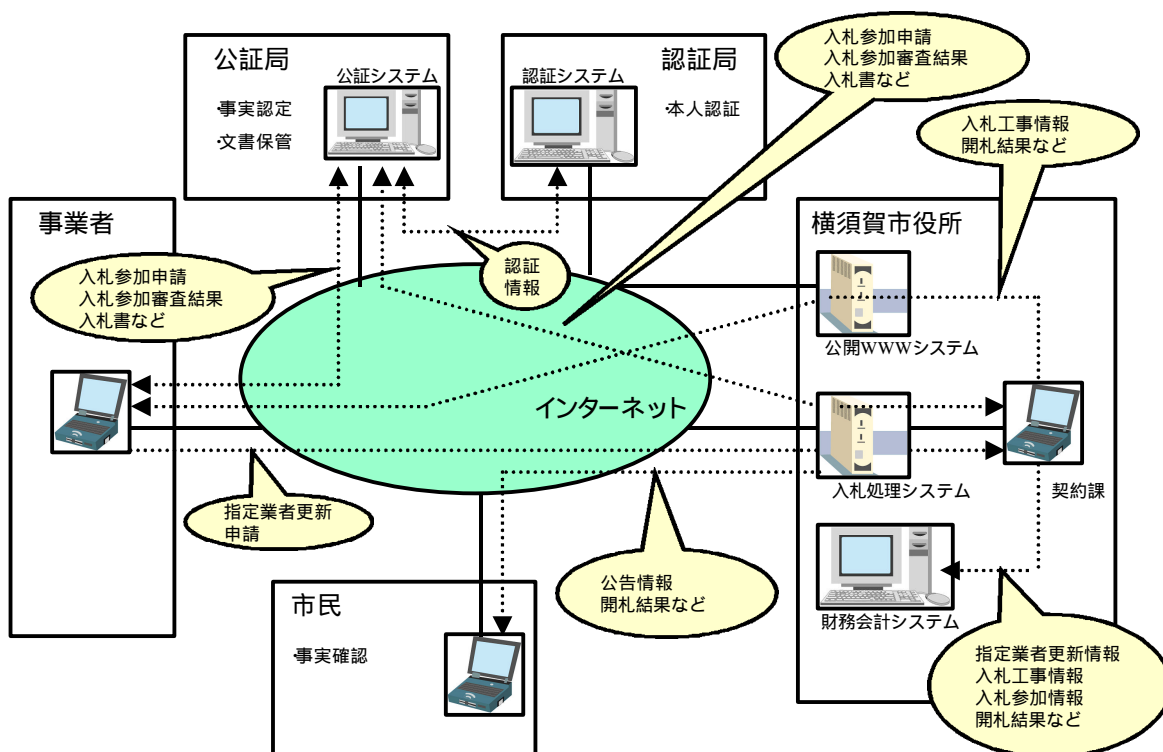 公証局
公証システム
・事実認定
・文書保管
認証局
認証システム
・本人認証
入札参加申請
入札参加審査結果
入札書など
入札工事情報
開札結果など
事業者
入札参加申請
入札参加審査結果
入札書など
認証
情報
横須賀市役所
公開WWWシステム
インターネット
入札処理システム
契約課
指定業者更新
申請
公告情報
開札結果など
財務会計システム
市民
・事実確認
指定業者更新情報
入札工事情報
入札参加情報
開札結果など